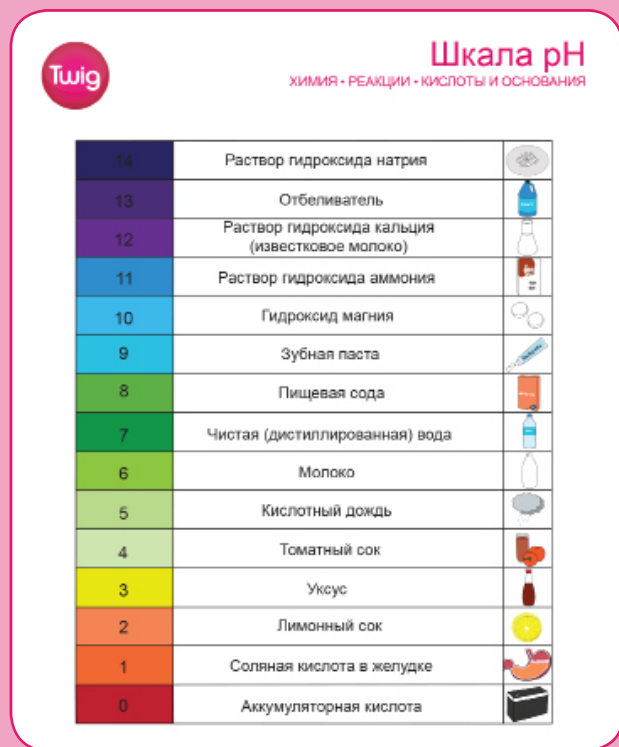 Twig
Шкала pH
ХИМИЯ • РЕАКЦИИ • КИСЛОТЫ И ОСНОВАНИЯ
14 Раствор гидроксида натрия
13 Отбеливатель
12 Раствор гидроксида кальция
(известковое молоко)
11 Раствор гидроксида аммония
10 Гидроксид магния
9 Зубная паста
8 Пищевая сода
7 Чистая (дистиллированная) вода
6 Молоко
5 Кислотный дождь
4 Томатный сок
3 Уксус
2 Лимонный сок
1 Соляная кислота в желудке
0 Аккумуляторная кислота